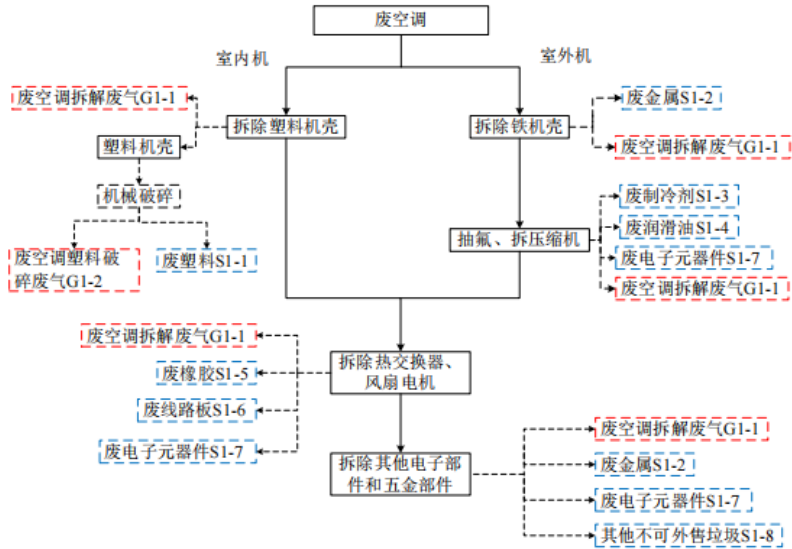 废空调
室内机
室外机
废空调拆解废气G1-1
废金属S1-2
拆除塑料机壳
拆除铁机壳
塑料机壳
废空调拆解废气G1-1
机械破碎
废制冷剂S1-3
废润滑油S1-4
抽氟、拆压缩机
废空调塑料破
碎废气G1-2
废塑料S1-1
废电子元器件S1-7
废空调拆解废气G1-1
废空调拆解废气G1-1
拆除热交换器、
风扇电机
废橡胶S1-5
废线路板S1-6
废电子元器件S1-7
废空调拆解废气G1-1
拆除其他电子部
件和五金部件
废金属S1-2
废电子元器件S1-7
其他不可外售垃圾S1-8